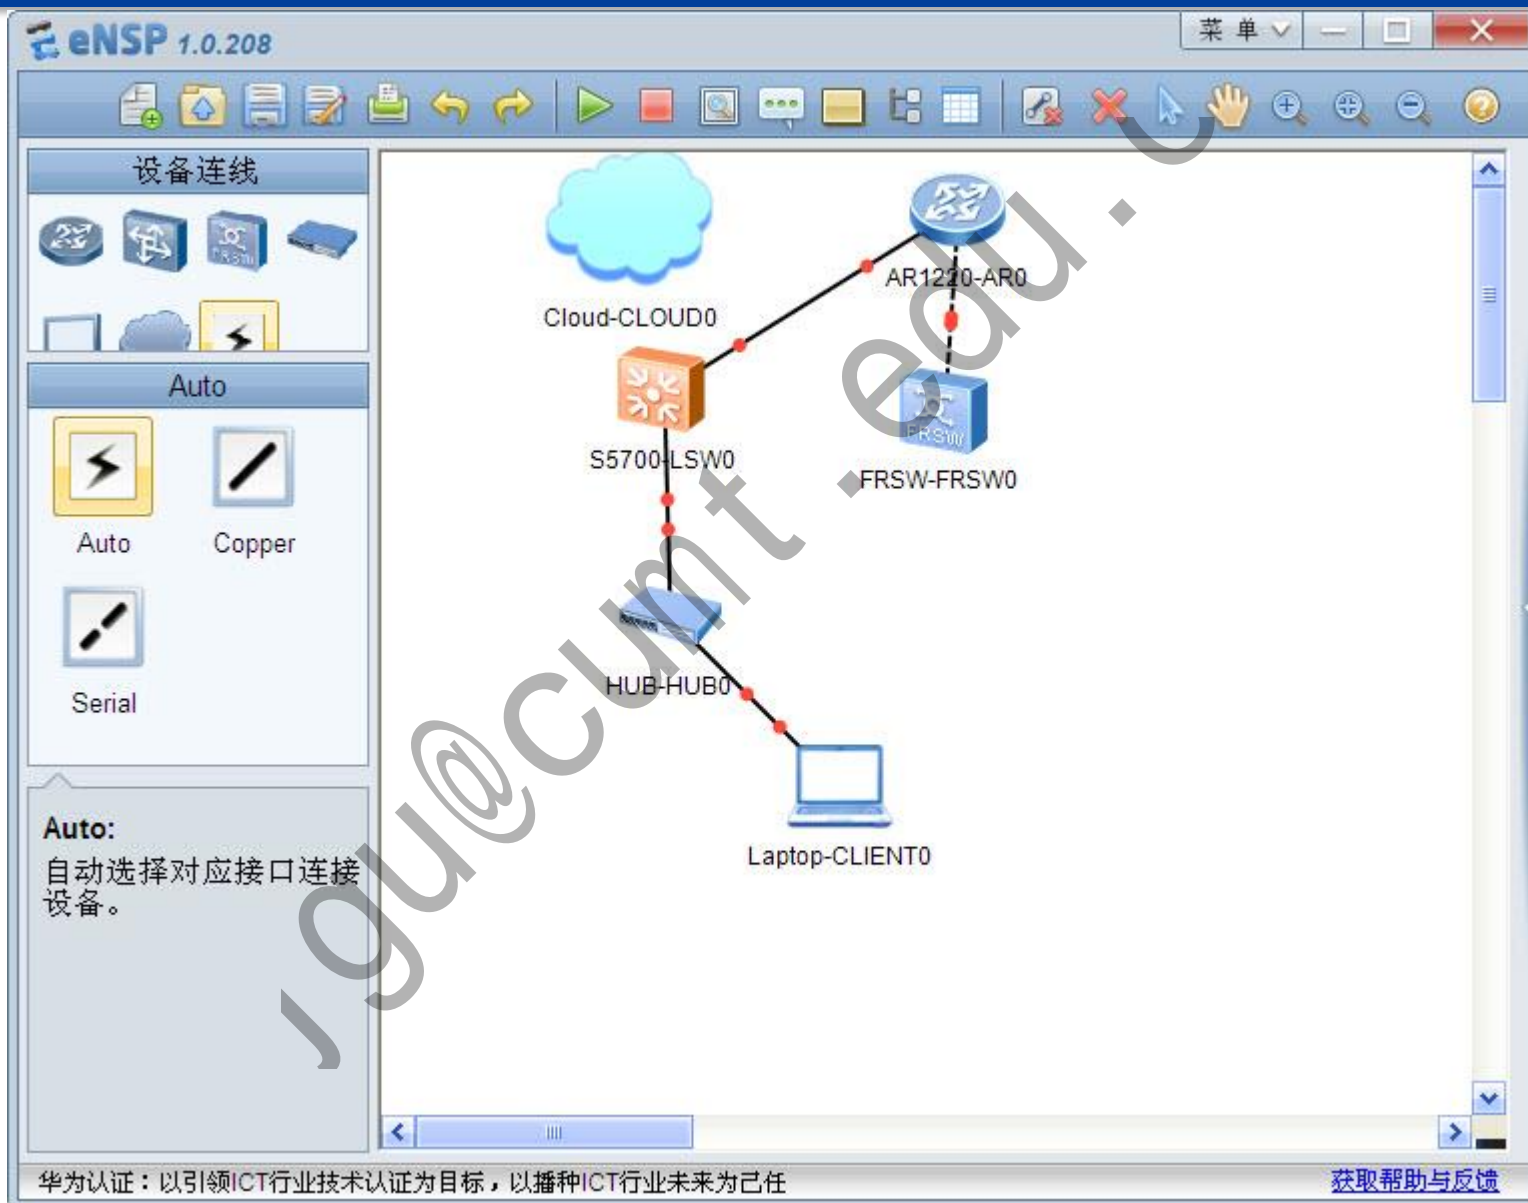 eNSP 1.0.208
菜 单
设备连线
FRSW
Auto
Auto
Copper
Serial
Auto:
自动选择对应接口连接
设备。
Cloud-CLOUD0
AR1220-AR0
S5700-LSW0
FRSW
FRSW-FRSW0
HUB-HUB0
Laptop-CLIENT0
gu@cumt.edu.c
华为认证：以引领ICT行业技术认证为目标，以播种ICT行业未来为己任
获取帮助与反馈